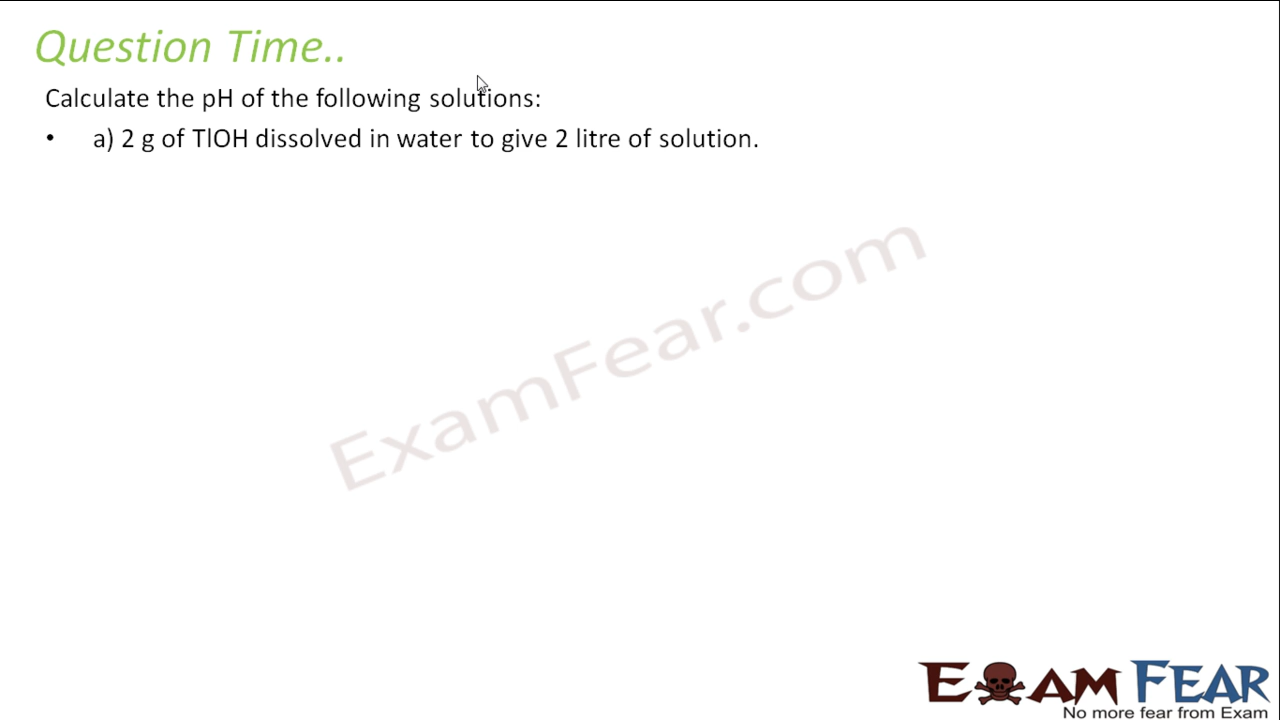 Question Time..
Calculate the pH of the following solutions:
• a) 2 g of TlOH dissolved in water to give 2 litre of solution.
ExamFear.com
EXAM FEAR
No more fear from Exam